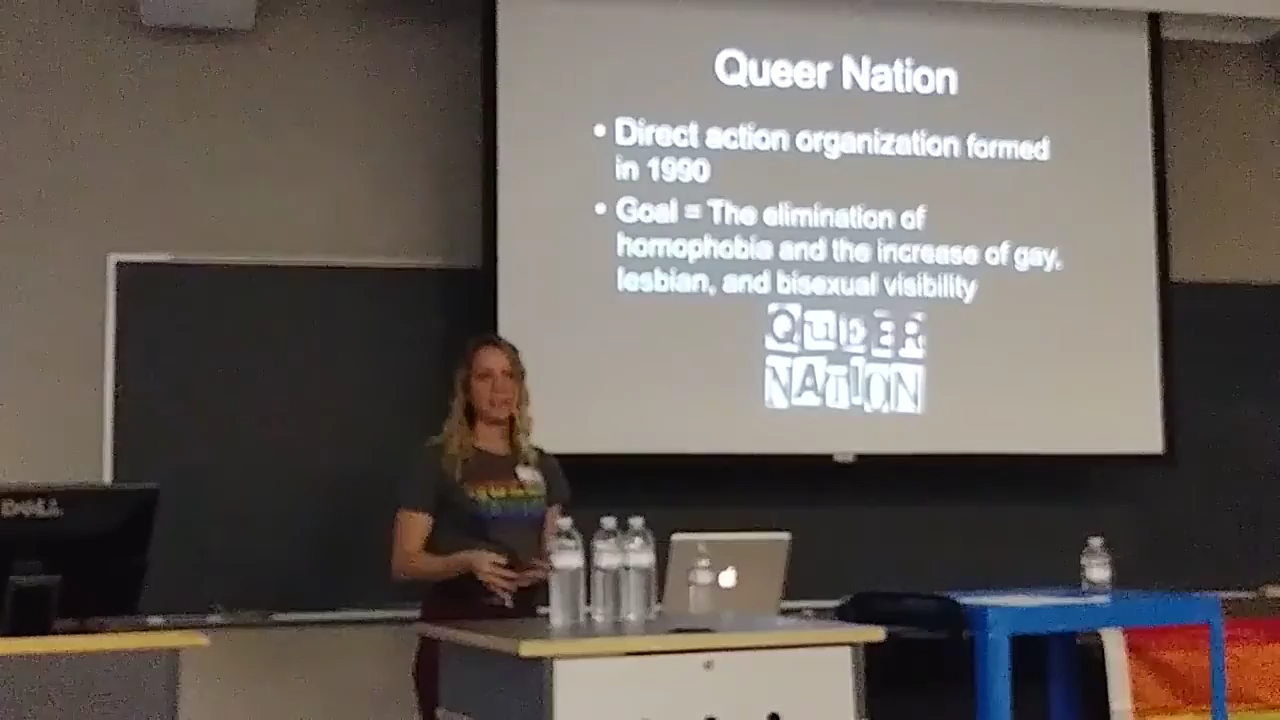 Queer Nation
• Direct action organization formed
in 1990
• Goal = The elimination of
homophobia and the increase of gay,
lesbian, and bisexual visibility
QUEER
NATION
DELL